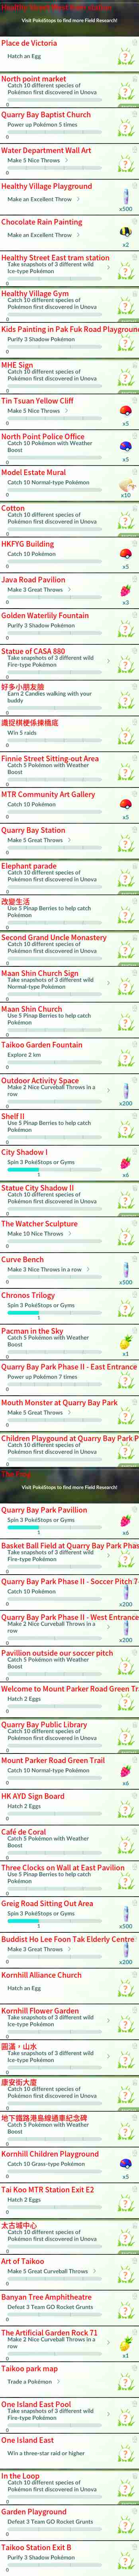 Visit PokéStops to find more Field Research!
Place de Victoria
Hatch an Egg
0
North point market
Catch 10 different species of
Pokémon first discovered in Unova
0
Quarry Bay Baptist Church
Power up Pokémon 5 times
0
Water Department Wall Art
Make 5 Nice Throws
0
Healthy Village Playground
Make an Excellent Throw
x500
0
Chocolate Rain Painting
Make an Excellent Throw
x2
0
Healthy Street East tram station
Take snapshots of 3 different wild
Ice-type Pokémon
0
Healthy Village Gym
Catch 10 different species of
Pokémon first discovered in Unova
0
Kids Painting in Pak Fuk Road Playground
Purify 3 Shadow Pokémon
0
MHE Sign
Catch 10 different species of
Pokémon first discovered in Unova
0
Tin Tsuan Yellow Cliff
Make 5 Nice Throws
x5
0
North Point Police Office
Catch 10 Pokémon with Weather
Boost
x5
0
Model Estate Mural
Catch 10 Normal-type Pokémon
x10
0
Cotton
Catch 10 different species of
Pokémon first discovered in Unova
0
HKFYG Building
Catch 10 Pokémon
x5
0
Java Road Pavilion
Make 3 Great Throws
x3
0
Golden Waterlily Fountain
Purify 3 Shadow Pokémon
0
Statue of CASA 880
Take snapshots of 3 different wild
Fire-type Pokémon
0
好多小朋友臉
Earn 2 Candies walking with your
buddy
0
Win 5 raids
0
Finnie Street Sitting-out Area
Catch 5 Pokémon with Weather
Boost
0
MTR Community Art Gallery
Catch 10 Pokémon
x5
0
Quarry Bay Station
Make 5 Great Throws
0
Elephant parade
Catch 10 different species of
Pokémon first discovered in Unova
0
改變生活
Use 5 Pinap Berries to help catch
Pokémon
0
Second Grand Uncle Monastery
Catch 10 different species of
Pokémon first discovered in Unova
0
Maan Shin Church Sign
Take snapshots of 3 different wild
Normal-type Pokémon
0
Maan Shin Church
Use 5 Pinap Berries to help catch
Pokémon
0
Taikoo Garden Fountain
Explore 2 km
0
Outdoor Activity Space
Make 2 Nice Curveball Throws in a
row
x200
0
Shelf II
Use 5 Pinap Berries to help catch
Pokémon
0
City Shadow I
Spin 3 PokéStops or Gyms
x6
1
Statue City Shadow II
Catch 10 different species of
Pokémon first discovered in Unova
0
The Watcher Sculpture
Make 10 Nice Throws
0
Curve Bench
Make 3 Nice Throws in a row
x500
0
Chronos Trilogy
Spin 3 PokéStops or Gyms
1
Pacman in the Sky
Catch 5 Pokémon with Weather
Boost
x1
0
Quarry Bay Park Phase II - East Entrance
Power up Pokémon 7 times
0
Mouth Monster at Quarry Bay Park
Make 5 Great Throws
0
Children Playground at Quarry Bay Park P
Catch 10 different species of
Pokémon first discovered in Unova
0
Visit PokéStops to find more Field Research!
Quarry Bay Park Pavillion
Spin 3 PokéStops or Gyms
x6
1
Basket Ball Field at Quarry Bay Park Phas
Take snapshots of 3 different wild
Fire-type Pokémon
0
Quarry Bay Park Phase II - Soccer Pitch 7-
Catch 10 Pokémon
x200
0
Quarry Bay Park Phase II - West Entrance
Make 2 Nice Curveball Throws in a
row
x200
0
Pavillion outside our soccer pitch
Catch 5 Pokémon with Weather
Boost
0
Welcome to Mount Parker Road Green Tr
Hatch 2 Eggs
0
Quarry Bay Public Library
Catch 10 different species of
Pokémon first discovered in Unova
0
Mount Parker Road Green Trail
Catch 10 Normal-type Pokémon
x6
0
HK AYD Sign Board
Hatch 2 Eggs
0
Café de Coral
Catch 5 Pokémon with Weather
Boost
0
Three Clocks on Wall at East Pavilion
Use 5 Pinap Berries to help catch
Pokémon
0
Greig Road Sitting Out Area
Spin 3 PokéStops or Gyms
x500
1
Buddist Ho Lee Foon Tak Elderly Centre
Make 3 Great Throws
x200
0
Kornhill Alliance Church
Hatch an Egg
0
Kornhill Flower Garden
Take snapshots of 3 different wild
Ice-type Pokémon
0
圓滿，山水
Take snapshots of 3 different wild
Ice-type Pokémon
0
康安街大廈
Catch 10 different species of
Pokémon first discovered in Unova
0
地下鐵路港島線通車紀念碑
Catch 5 Pokémon with Weather
Boost
0
Kornhill Children Playground
Catch 10 Grass-type Pokémon
x5
0
Tai Koo MTR Station Exit E2
Hatch 2 Eggs
0
太古城中心
Catch 10 different species of
Pokémon first discovered in Unova
0
Art of Taikoo
Make 5 Great Curveball Throws
0
Banyan Tree Amphitheatre
Defeat 3 Team GO Rocket Grunts
0
The Artificial Garden Rock 71
Make 2 Nice Curveball Throws in a
row
x1
0
Taikoo park map
Trade a Pokémon
0
One Island East Pool
Take snapshots of 3 different wild
Fire-type Pokémon
0
One Island East
Win a three-star raid or higher
0
In the Loop
Catch 10 different species of
Pokémon first discovered in Unova
0
Garden Playground
Defeat 3 Team GO Rocket Grunts
0
Taikoo Station Exit B
Purify 3 Shadow Pokémon
0